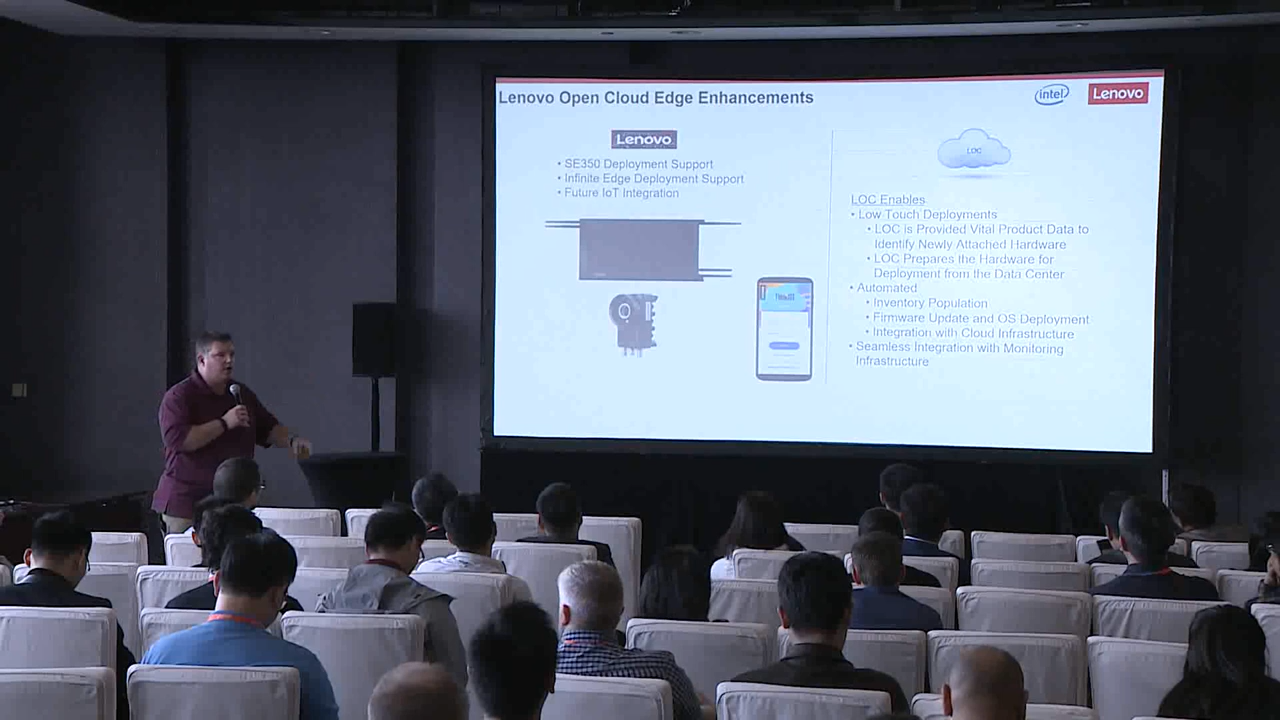 Lenovo Open Cloud Edge Enhancements
intel
Lenovo
Lenovo
• SE350 Deployment Support
• Infinite Edge Deployment Support
• Future IoT Integration
LOC
LOC Enables
• Low Touch Deployments
• LOC is Provided Vital Product Data to
Identify Newly Attached Hardware
• LOC Prepares the Hardware for
Deployment from the Data Center
• Automated
• Inventory Population
• Firmware Update and OS Deployment
• Integration with Cloud Infrastructure
• Seamless Integration with Monitoring
Infrastructure